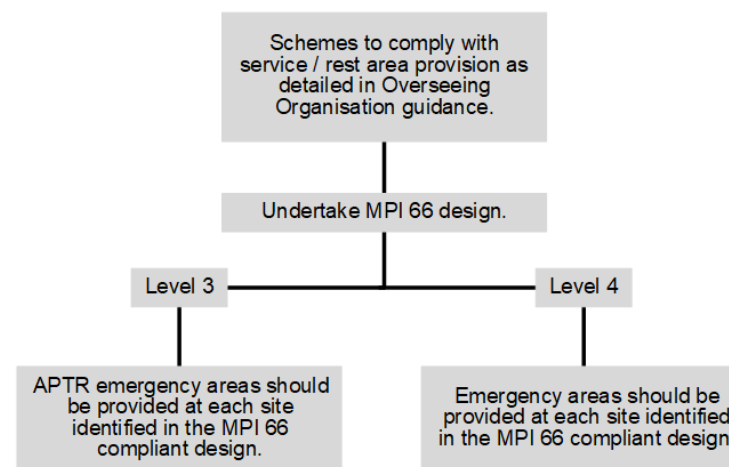 Schemes to comply with
service / rest area provision as
detailed in Overseeing
Organisation guidance.
Undertake MPI 66 design.
Level 3
Level 4
APTR emergency areas should
be provided at each site
identified in the MPI 66
compliant design.
Emergency areas should be
provided at each site identified
in the MPI 66 compliant design